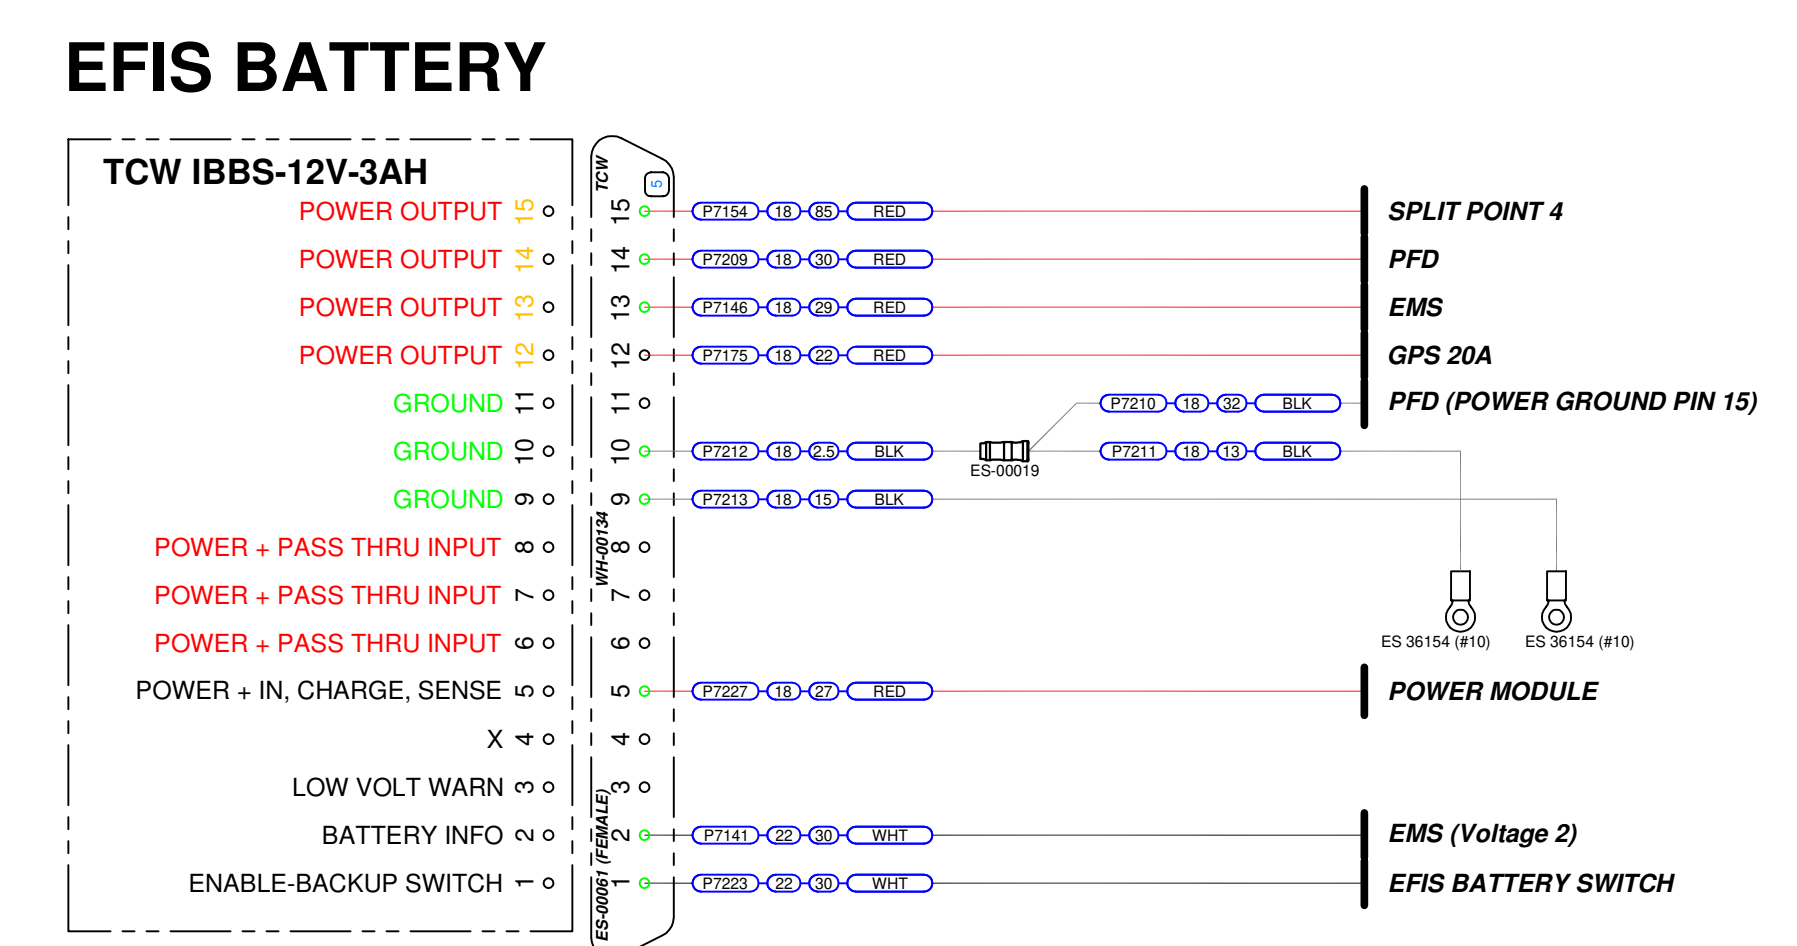 EFIS BATTERY
TCW IBBS-12V-3AH
TCW
5
POWER OUTPUT 15 15 P7154 18 85 RED SPLIT POINT 4
POWER OUTPUT 14 14 P7209 18 30 RED PFD
POWER OUTPUT 13 13 P7146 18 29 RED EMS
POWER OUTPUT 12 12 P7175 18 22 RED GPS 20A
GROUND 11 11 P7210 18 32 BLK PFD (POWER GROUND PIN 15)
GROUND 10 10 P7212 18 2.5 BLK ES-00019 P7211 18 13 BLK
GROUND 9 9 P7213 18 15 BLK
WH-00134
POWER + PASS THRU INPUT 8 8
POWER + PASS THRU INPUT 7 7
POWER + PASS THRU INPUT 6 6
ES 36154 (#10) ES 36154 (#10)
POWER + IN, CHARGE, SENSE 5 5 P7227 18 27 RED POWER MODULE
X 4 4
LOW VOLT WARN 3 3
BATTERY INFO 2 2 P7141 22 30 WHT EMS (Voltage 2)
ENABLE-BACKUP SWITCH 1 1 P7223 22 30 WHT EFIS BATTERY SWITCH
ES-00061 (FEMALE)